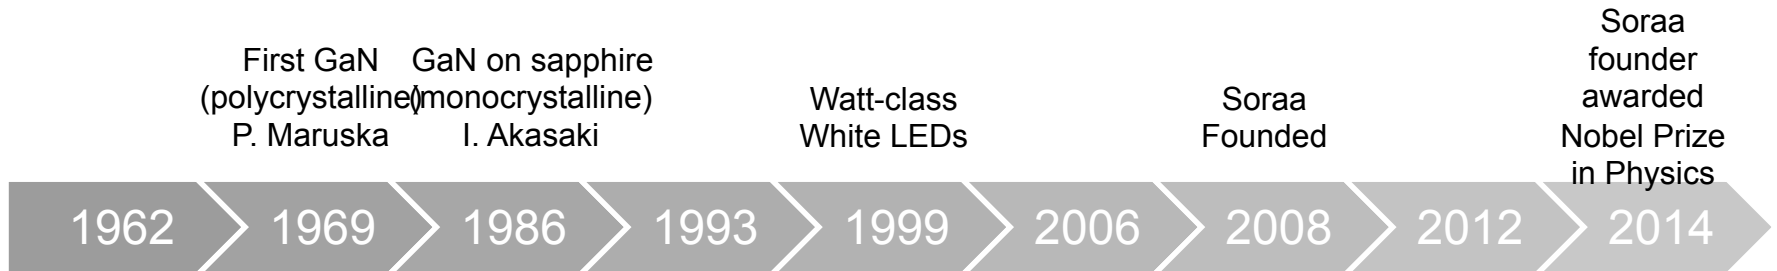 First GaN
(polycrystalline)
P. Maruska
GaN on sapphire
(monocrystalline)
I. Akasaki
Watt-class
White LEDs
Soraa
Founded
Soraa
founder
awarded
Nobel Prize
in Physics
1962
1969
1986
1993
1999
2006
2008
2012
2014